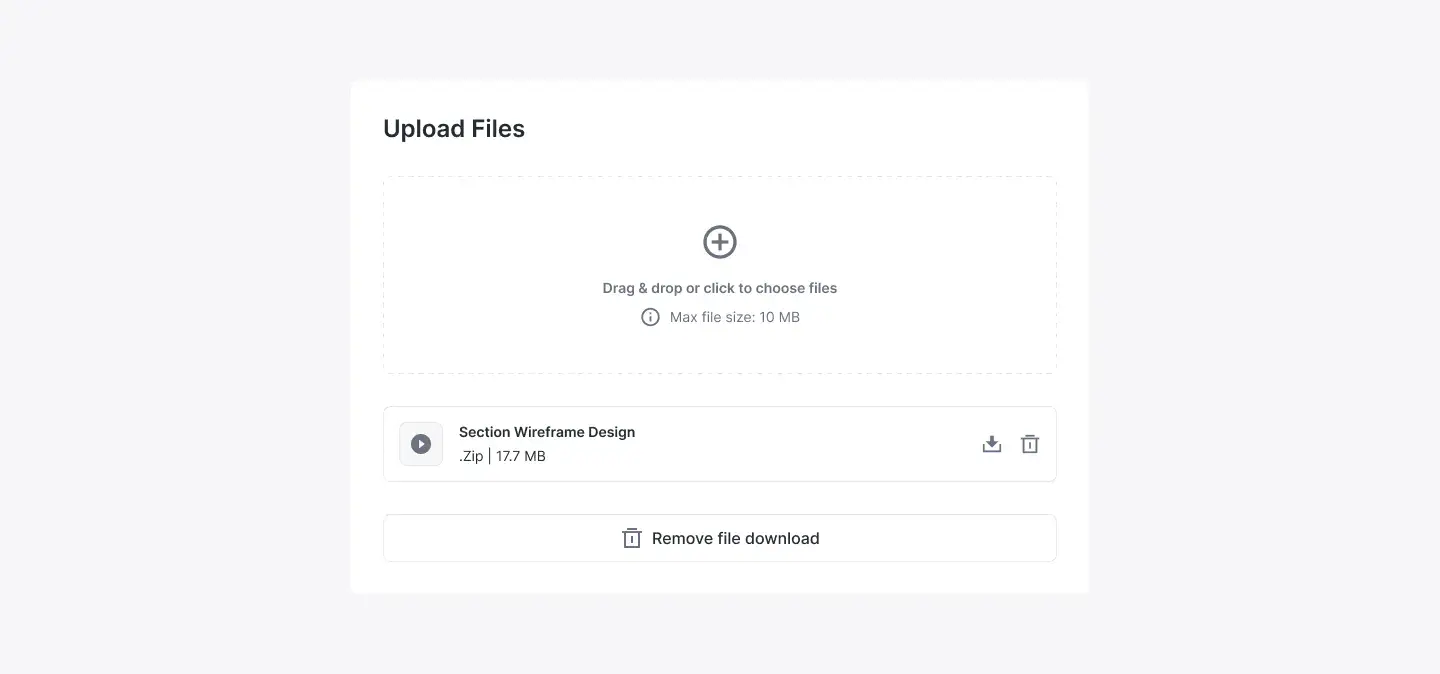 Upload Files
Drag & drop or click to choose files
Max file size: 10 MB
Section Wireframe Design
.Zip | 17.7 MB
Remove file download